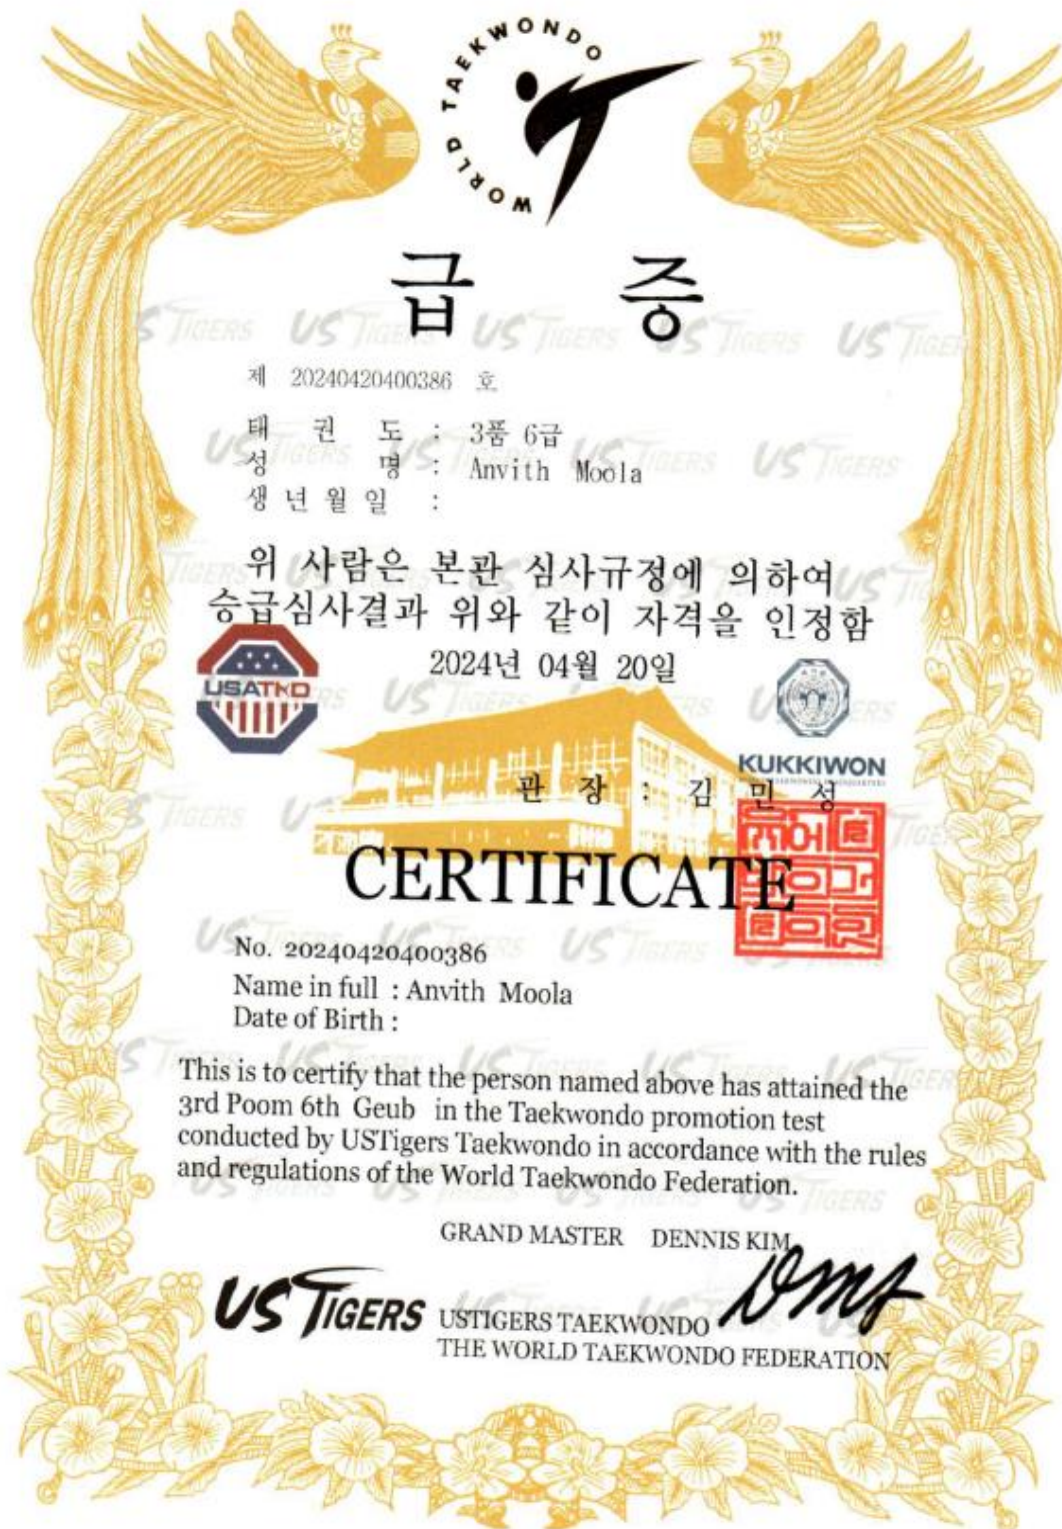 WORLD TAEKWONDO
급 증
제 20240420400386 호
태 권 도 : 3품 6급
성 명 : Anvith Moola
생 년 월 일 :
위 사람은 본관 심사규정에 의하여
승급심사결과 위와 같이 자격을 인정함
2024년 04월 20일
USATKD
KUKKIWON
관 장 : 김 민 성
CERTIFICATE
No. 20240420400386
Name in full : Anvith Moola
Date of Birth :
This is to certify that the person named above has attained the
3rd Poom 6th Geub in the Taekwondo promotion test
conducted by USTigers Taekwondo in accordance with the rules
and regulations of the World Taekwondo Federation.
GRAND MASTER DENNIS KIM
US TIGERS
USTIGERS TAEKWONDO
THE WORLD TAEKWONDO FEDERATION